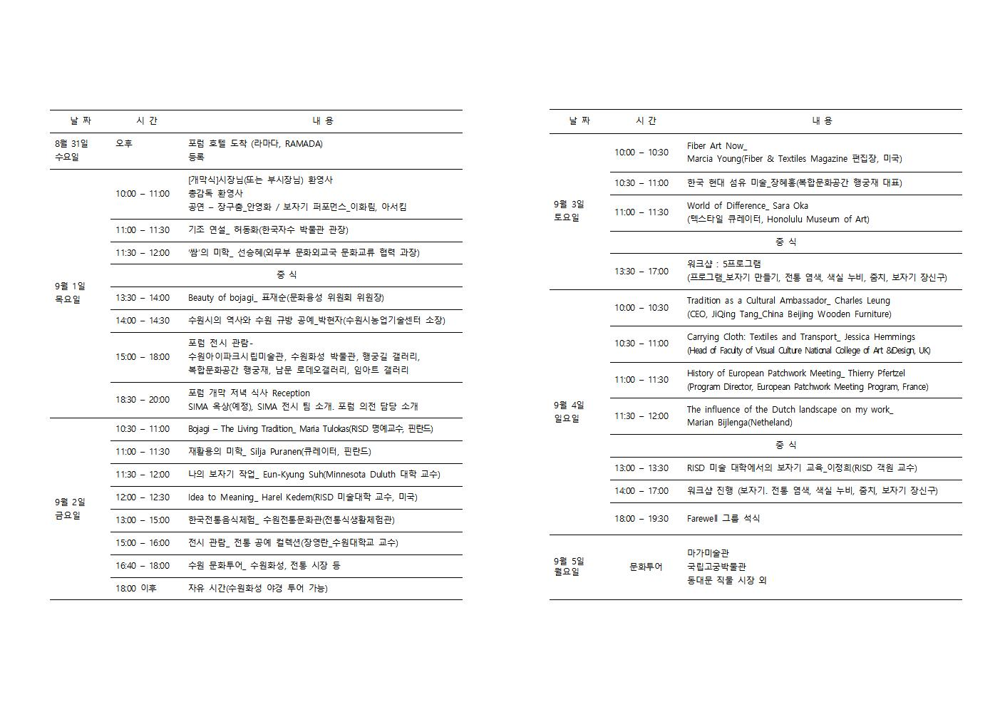 날 짜 시 간 내 용
8월 31일
수요일
오후
포럼 호텔 도착 (라마다, RAMADA)
등록
9월 1일
목요일
10:00 – 11:00
[개막식]시장님(또는 부시장님) 환영사
총감독 환영사
공연 – 장구춤_안영화 / 보자기 퍼포먼스_이화림, 아서킴
11:00 – 11:30 기조 연설_ 허동화(한국자수 박물관 관장)
11:30 – 12:00 '쌈'의 미학_ 선승혜(외무부 문화외교국 문화교류 협력 과장)
중 식
13:30 – 14:00 Beauty of bojagi_ 표재순(문화융성 위원회 위원장)
14:00 – 14:30 수원시의 역사와 수원 규방 공예_박현자(수원시농업기술센터 소장)
15:00 – 18:00
포럼 전시 관람-
수원아이파크시립미술관, 수원화성 박물관, 행궁길 갤러리,
복합문화공간 행궁재, 남문 로데오갤러리, 임아트 갤러리
18:30 – 20:00
포럼 개막 저녁 식사 Reception
SIMA 옥상(예정), SIMA 전시 팀 소개. 포럼 의전 담당 소개
9월 2일
금요일
10:30 – 11:00 Bojagi – The Living Tradition_ Maria Tulokas(RISD 명예교수, 핀란드)
11:00 – 11:30 재활용의 미학_ Silja Puranen(큐레이터, 핀란드)
11:30 – 12:00 나의 보자기 작업_ Eun-Kyung Suh(Minnesota Duluth 대학 교수)
12:00 – 12:30 Idea to Meaning_ Harel Kedem(RISD 미술대학 교수, 미국)
13:00 – 15:00 한국전통음식체험_ 수원전통문화관(전통식생활체험관)
15:00 – 16:00 전시 관람_ 전통 공예 컬렉션(장영란_수원대학교 교수)
16:40 – 18:00 수원 문화투어_ 수원화성, 전통 시장 등
18:00 이후 자유 시간(수원화성 야경 투어 가능)
날 짜 시 간 내 용
9월 3일
토요일
10:00 – 10:30
Fiber Art Now_
Marcia Young(Fiber & Textiles Magazine 편집장, 미국)
10:30 – 11:00 한국 현대 섬유 미술_장혜홍(복합문화공간 행궁재 대표)
11:00 – 11:30
World of Difference_ Sara Oka
(텍스타일 큐레이터, Honolulu Museum of Art)
중 식
13:30 – 17:00
워크샵 : 5프로그램
(프로그램_보자기 만들기, 전통 염색, 색실 누비, 줌치, 보자기 장신구)
9월 4일
일요일
10:00 – 10:30
Tradition as a Cultural Ambassador_ Charles Leung
(CEO, JiQing Tang_China Beijing Wooden Furniture)
10:30 – 11:00
Carrying Cloth: Textiles and Transport_ Jessica Hemmings
(Head of Faculty of Visual Culture National College of Art &Design, UK)
11:00 – 11:30
History of European Patchwork Meeting_ Thierry Pfertzel
(Program Director, European Patchwork Meeting Program, France)
11:30 – 12:00
The influence of the Dutch landscape on my work_
Marian Bijlenga(Netheland)
중 식
13:00 – 13:30 RISD 미술 대학에서의 보자기 교육_이정희(RISD 객원 교수)
14:00 – 17:00 워크샵 진행 (보자기. 전통 염색, 색실 누비, 줌치, 보자기 장신구)
18:00 – 19:30 Farewell 그룹 석식
9월 5일
월요일
문화투어
마가미술관
국립고궁박물관
동대문 직물 시장 외